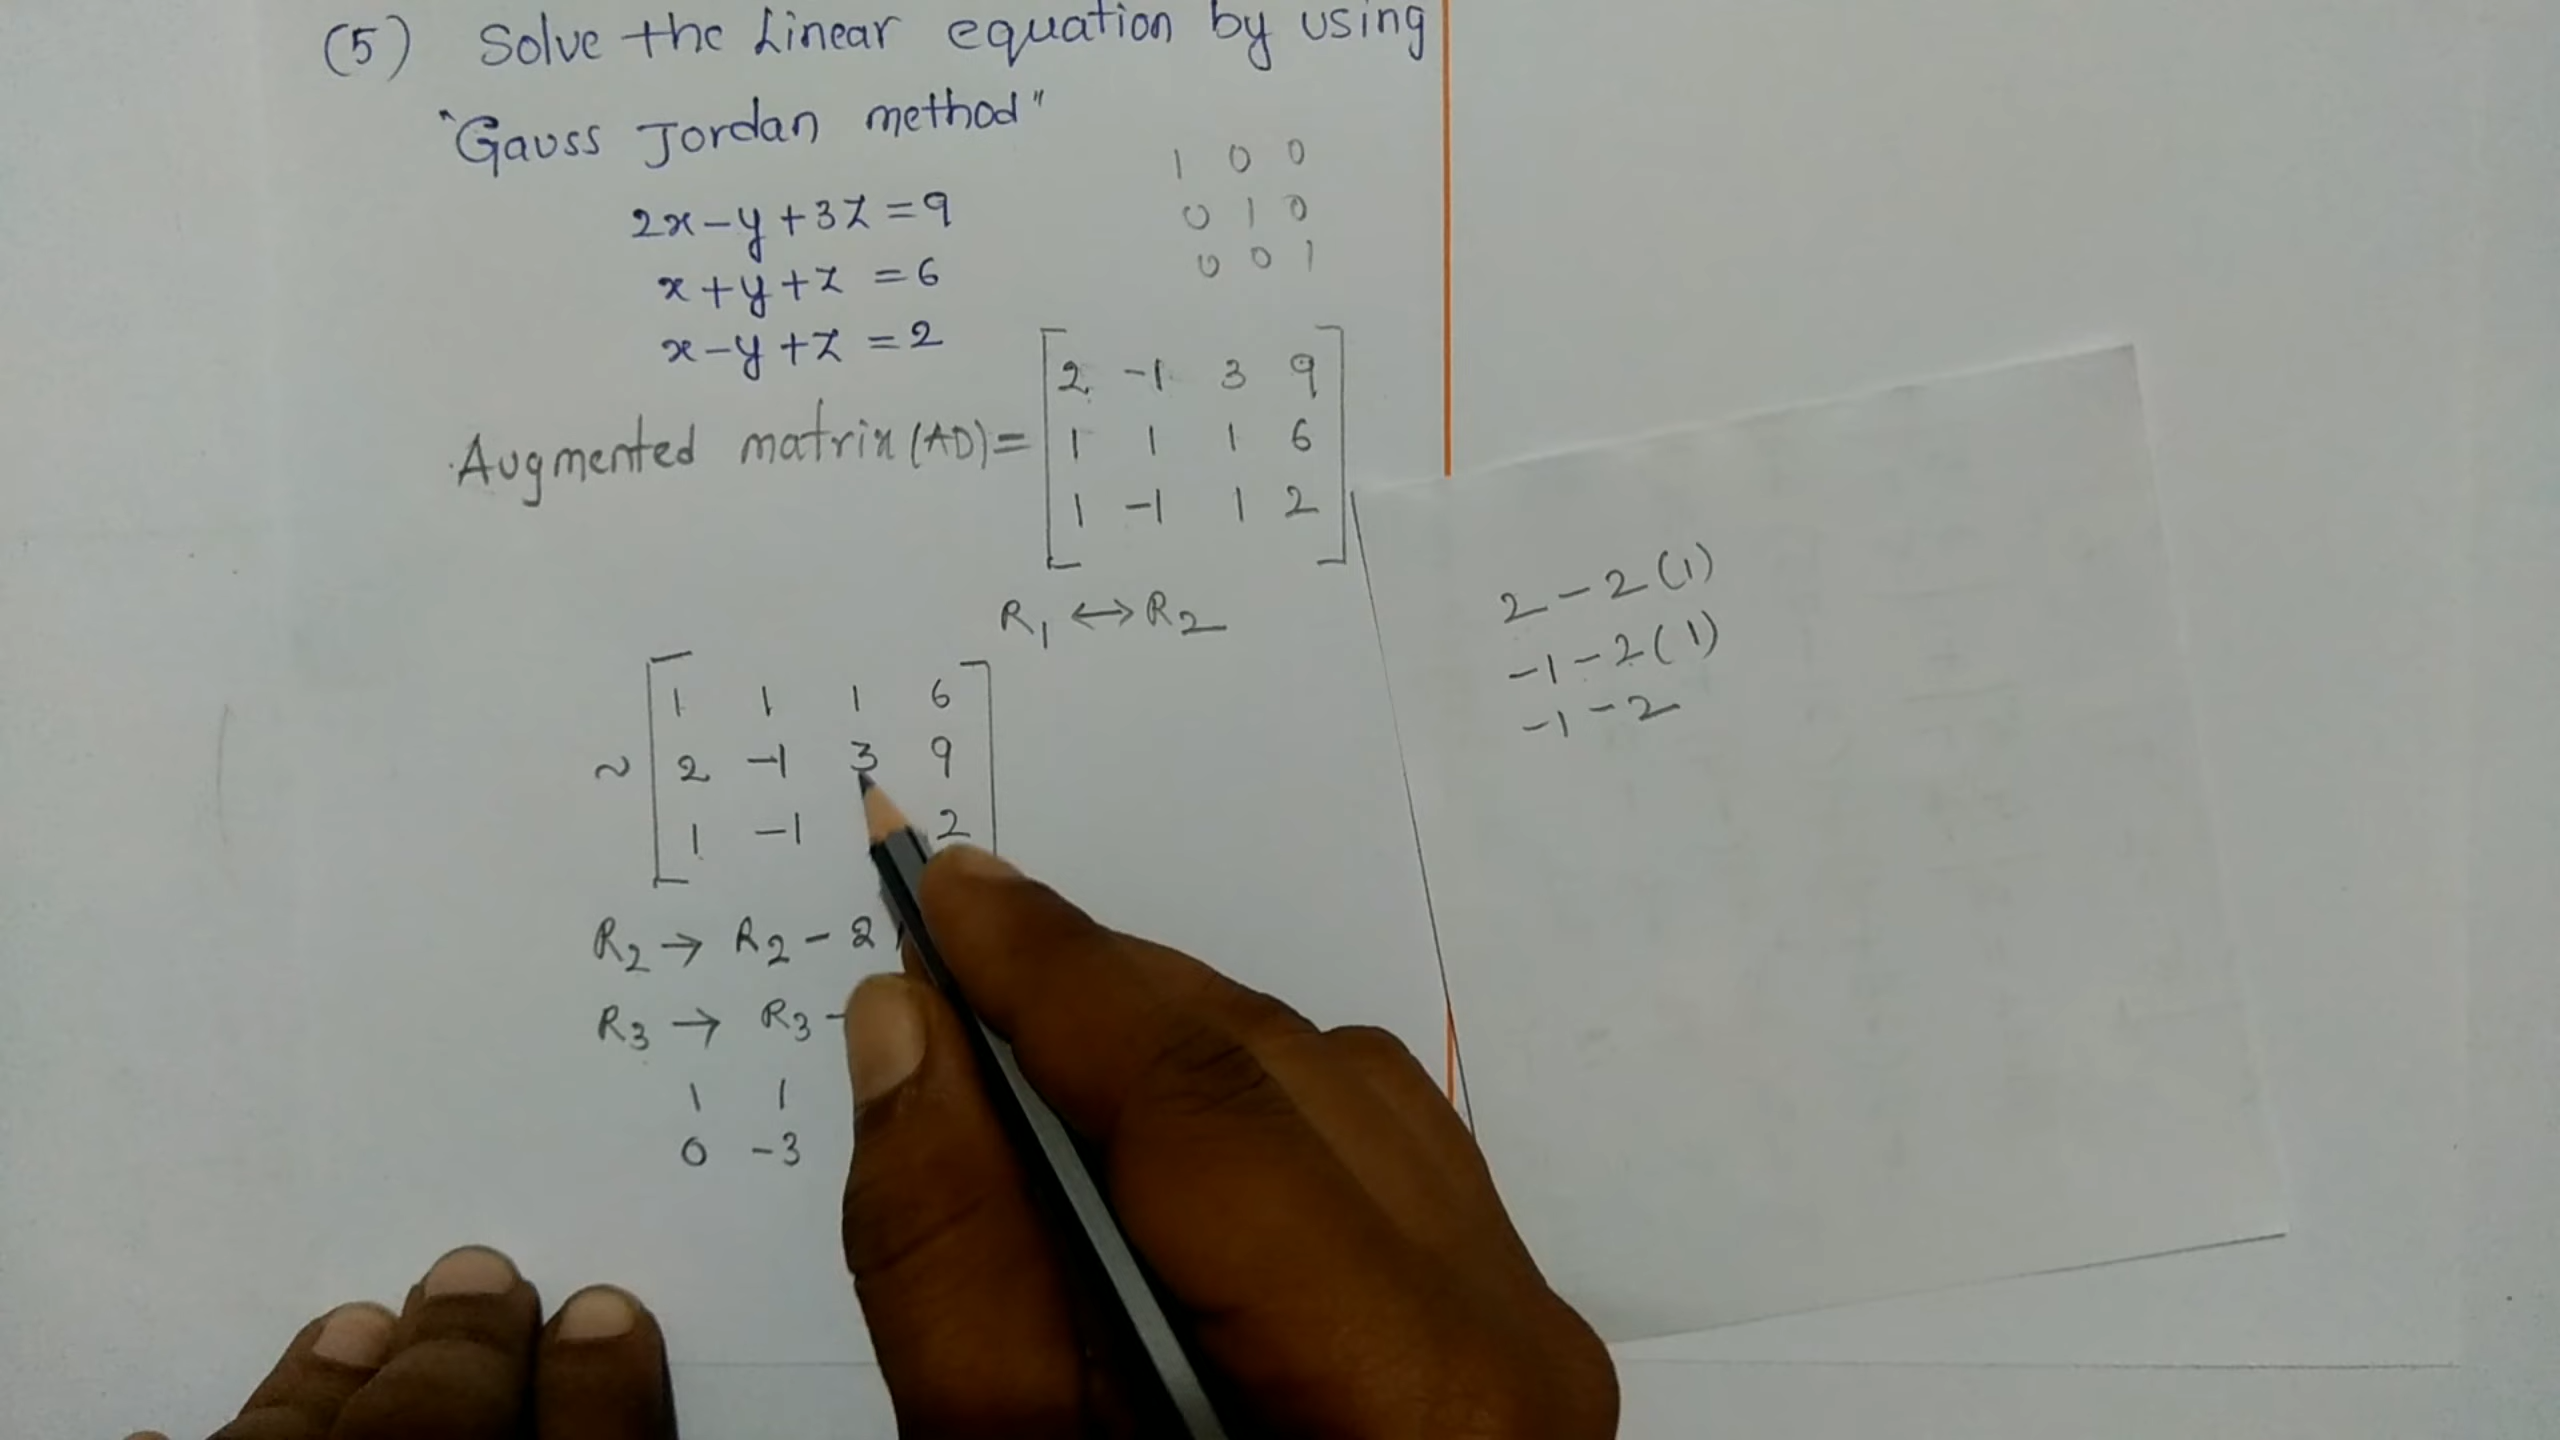 (5) Solve the Linear equation by using
"Gauss Jordan method"
2x-y+3z=9
x+y+z=6
x-y+z=2
1 0 0
0 1 0
0 0 1
Augmented matrix(AD)=
2 -1 3 9
1 1 1 6
1 -1 1 2
R1 ↔ R2
~
1 1 1 6
2 -1 3 9
1 -1 2
R2 → R2 - 2
R3 → R3 -
1 1
0 -3
2-2(1)
-1-2(1)
-1-2